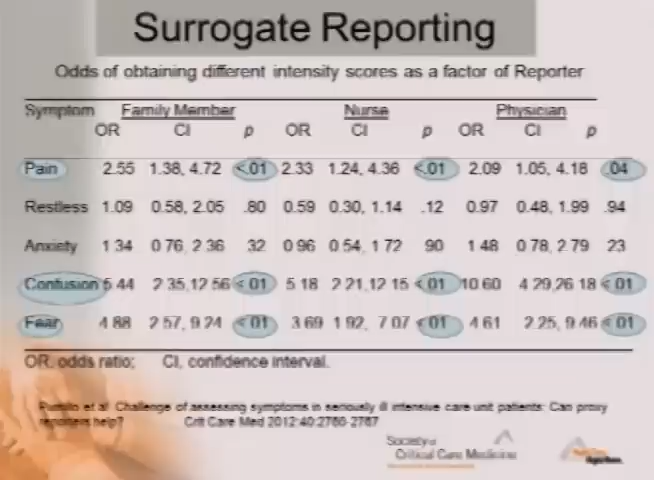 Surrogate Reporting
Odds of obtaining different intensity scores as a factor of Reporter
Symptom Family Member Nurse Physician
OR CI p OR CI p OR CI p
Pain 2.55 1.38, 4.72 <.01 2.33 1.24, 4.36 <.01 2.09 1.05, 4.18 .04
Restless 1.09 0.58, 2.05 .80 0.59 0.30, 1.14 .12 0.97 0.48, 1.99 .94
Anxiety 1 34 0 76, 2 36 32 0 96 0 54, 1 72 90 1 48 0 78, 2 79 23
Confusion 5 44 2 35,12 56 < 01 5 18 2 21,12 15 < 01 10 60 4 29,26 18 < 01
Fear 4 88 2 57, 9 24 < 01 3 69 1 92, 7 07 < 01 4 61 2 25, 9 46 < 01
OR, odds ratio; CI, confidence interval.
et al Challenge of assessing symptoms in seriously ill intensive care unit patients: Can proxy
reporters help? Crit Care Med 2012:40:2760-2767
Society of
Critical Care Medicine